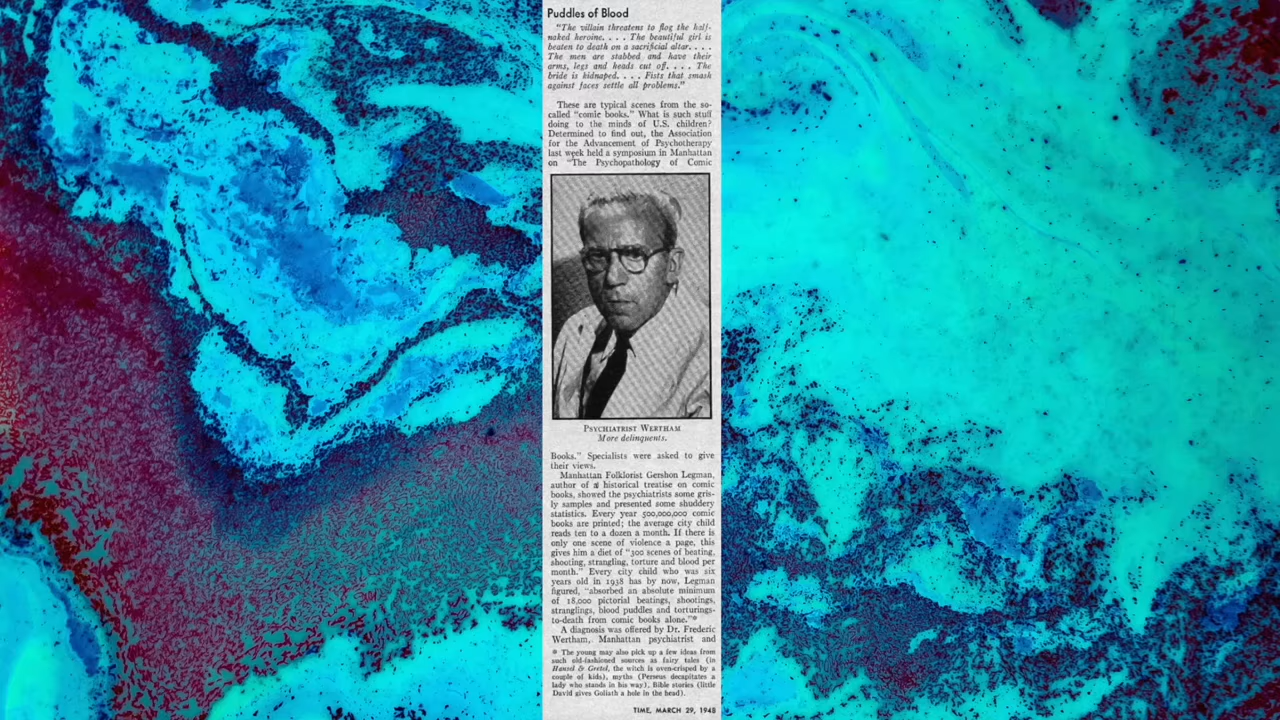 Puddles of Blood
"The villain threatens to flog the half-
naked heroine. . . . The beautiful girl is
beaten to death on a sacrificial altar. . . .
The men are stabbed and have their
arms, legs and heads cut off. . . . The
bride is kidnaped. . . . Fists that smash
against faces settle all problems."
These are typical scenes from the so-
called "comic books." What is such stuff
doing to the minds of U.S. children?
Determined to find out, the Association
for the Advancement of Psychotherapy
last week held a symposium in Manhattan
on "The Psychopathology of Comic
PSYCHIATRIST WERTHAM
More delinquents.
Books." Specialists were asked to give
their views.
Manhattan Folklorist Gershon Legman,
author of a historical treatise on comic
books, showed the psychiatrists some gris-
ly samples and presented some shuddery
statistics. Every year 500,000,000 comic
books are printed; the average city child
reads ten to a dozen a month. If there is
only one scene of violence a page, this
gives him a diet of "300 scenes of beating,
shooting, strangling, torture and blood per
month." Every city child who was six
years old in 1938 has by now, Legman
figured, "absorbed an absolute minimum
of 18,000 pictorial beatings, shootings,
stranglings, blood puddles and torturings-
to-death from comic books alone."*
A diagnosis was offered by Dr. Frederic
Wertham, Manhattan psychiatrist and
* The young may also pick up a few ideas from
such old-fashioned sources as fairy tales (in
Hansel & Gretel, the witch is oven-crisped by a
couple of kids), myths (Perseus decapitates a
lady who stands in his way), Bible stories (little
David gives Goliath a hole in the head).
TIME, MARCH 29, 1948